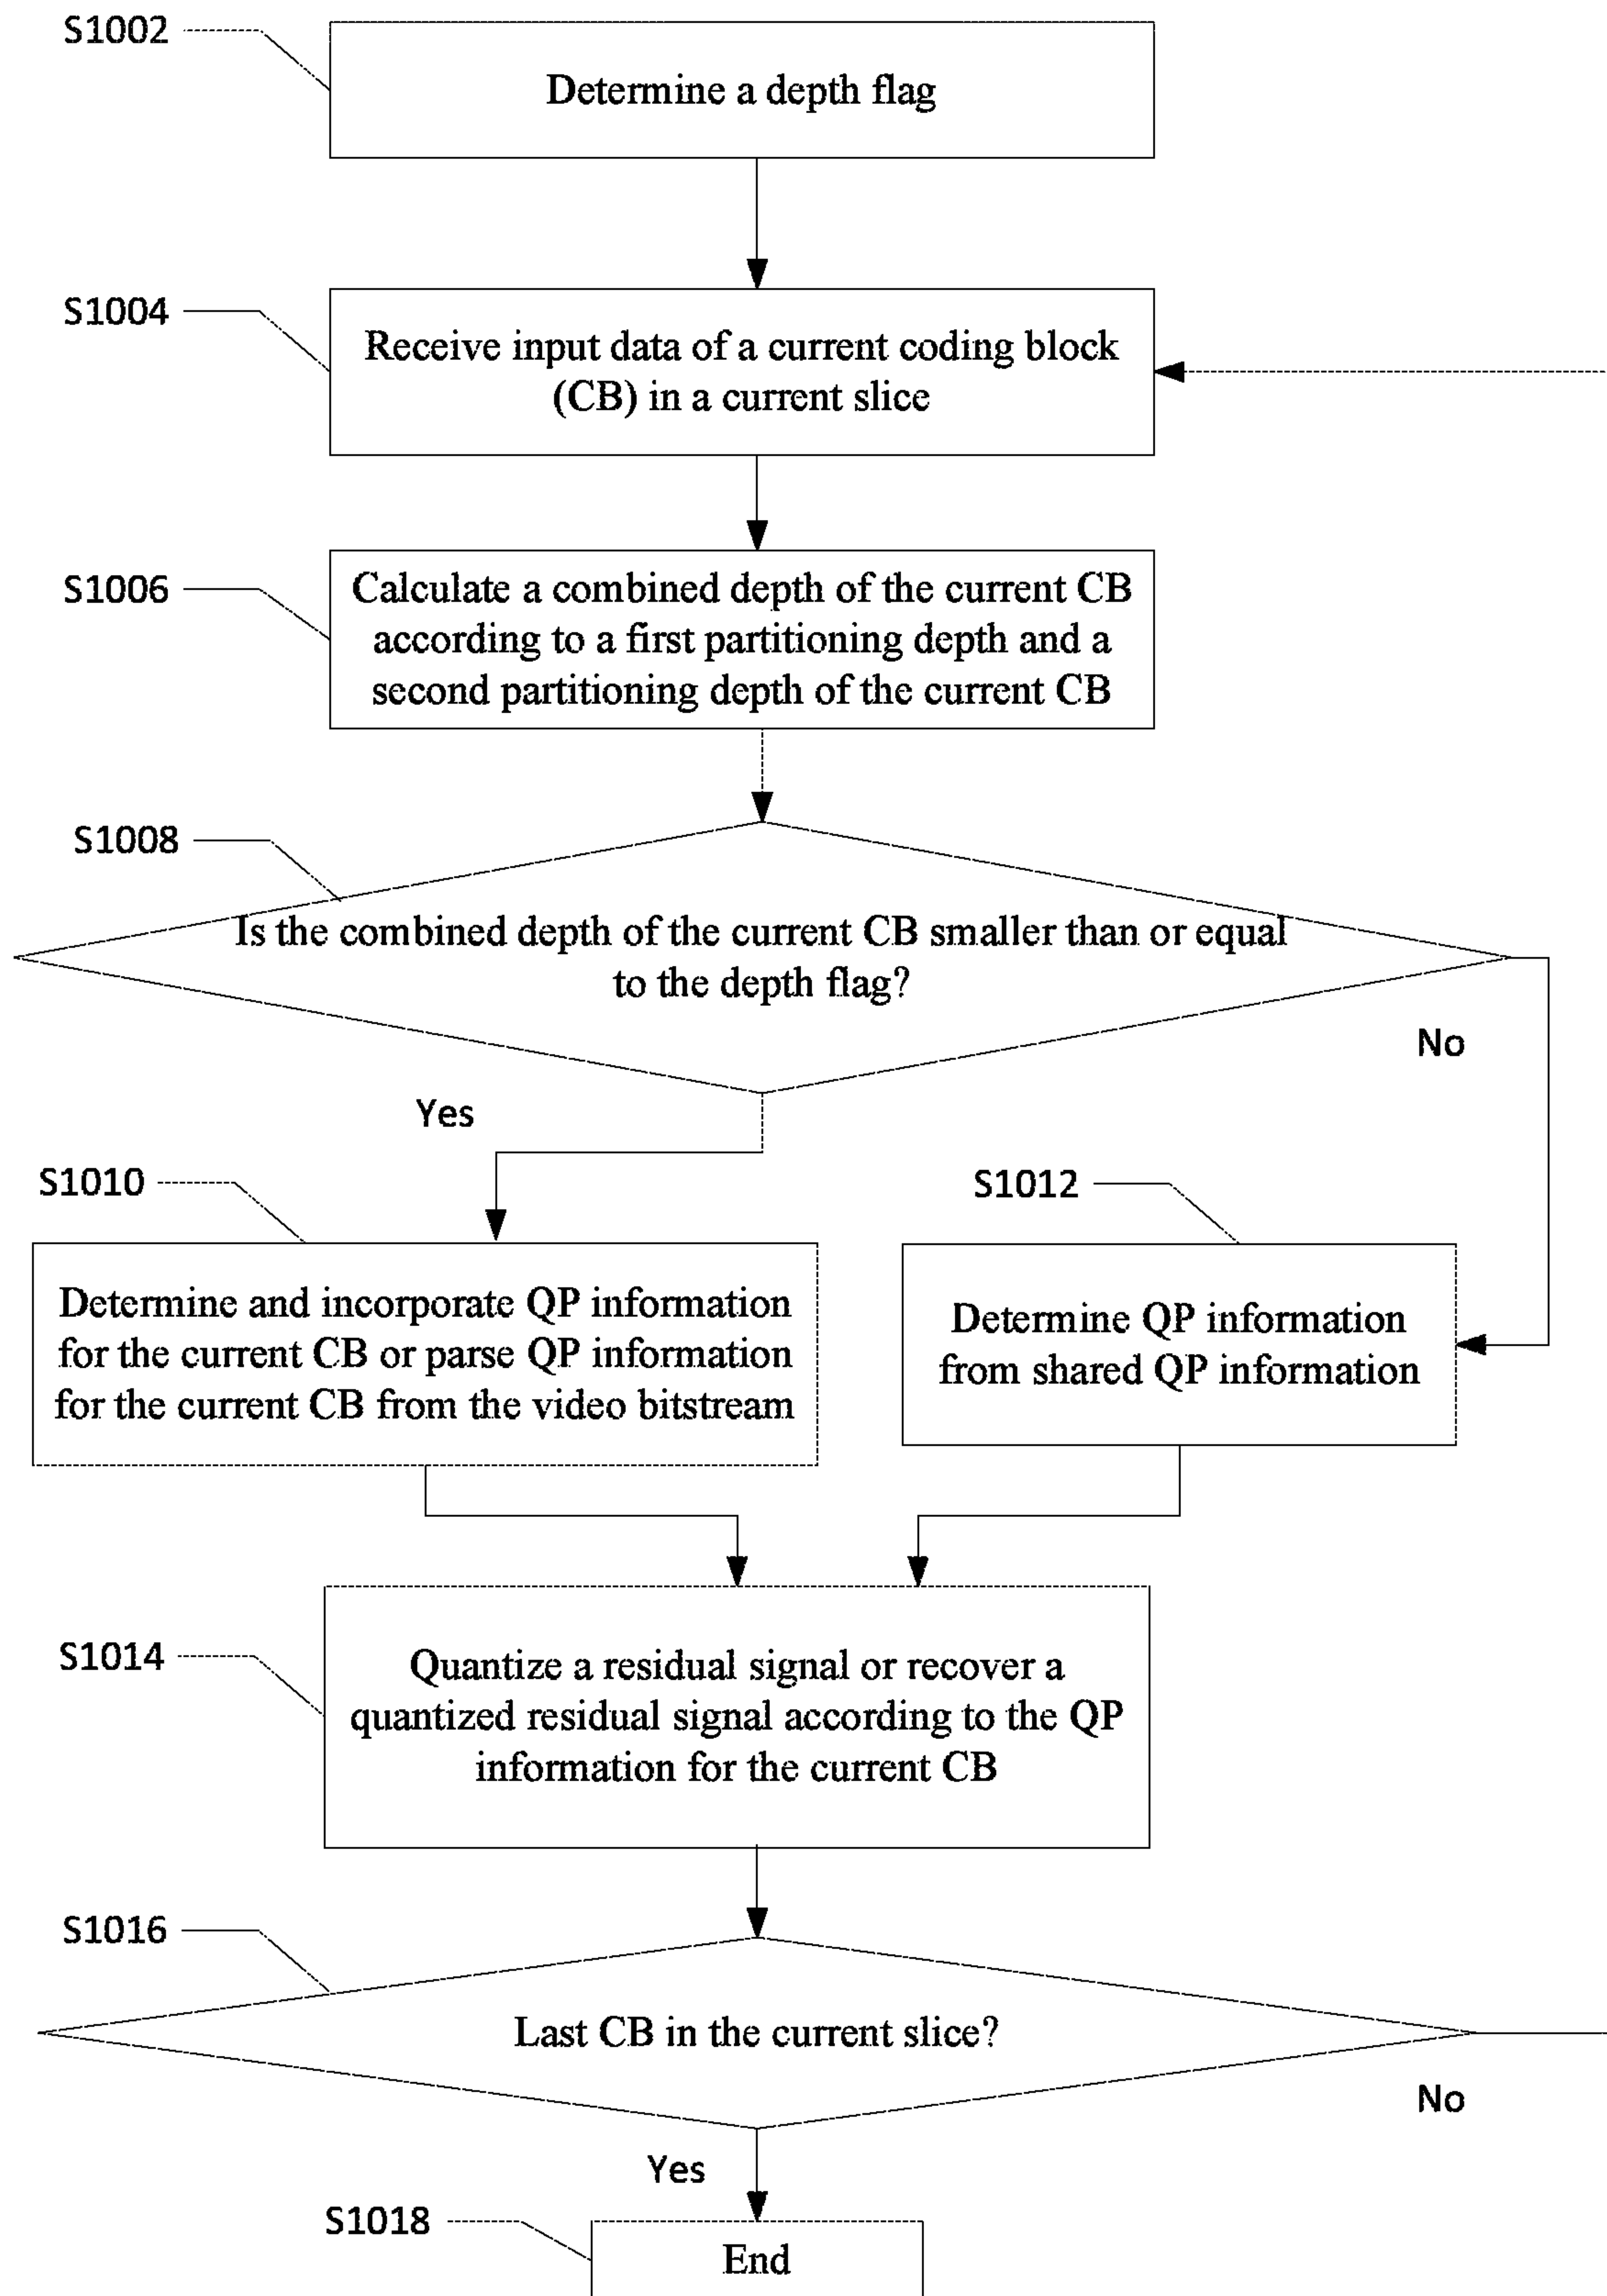 S1002
Determine a depth flag
S1004
Receive input data of a current coding block
(CB) in a current slice
S1006
Calculate a combined depth of the current CB
according to a first partitioning depth and a
second partitioning depth of the current CB
S1008
Is the combined depth of the current CB smaller than or equal
to the depth flag?
No
Yes
S1010
Determine and incorporate QP information
for the current CB or parse QP information
for the current CB from the video bitstream
S1012
Determine QP information
from shared QP information
S1014
Quantize a residual signal or recover a
quantized residual signal according to the QP
information for the current CB
S1016
Last CB in the current slice?
No
Yes
S1018
End